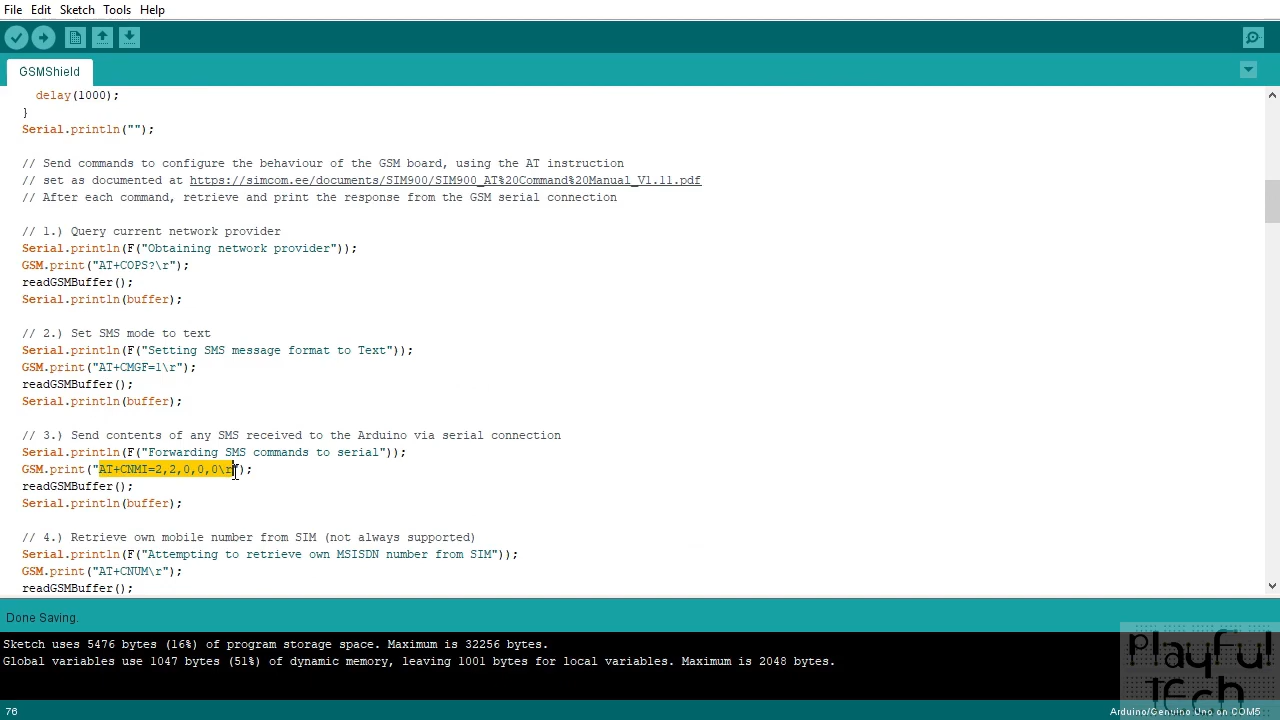 File Edit Sketch Tools Help
GSMShield
delay(1000);
}
Serial.println("");
// Send commands to configure the behaviour of the GSM board, using the AT instruction
// set as documented at https://simcom.ee/documents/SIM900/SIM900_AT%20Command%20Manual_V1.11.pdf
// After each command, retrieve and print the response from the GSM serial connection
// 1.) Query current network provider
Serial.println(F("Obtaining network provider"));
GSM.print("AT+COPS?\r");
readGSMBuffer();
Serial.println(buffer);
// 2.) Set SMS mode to text
Serial.println(F("Setting SMS message format to Text"));
GSM.print("AT+CMGF=1\r");
readGSMBuffer();
Serial.println(buffer);
// 3.) Send contents of any SMS received to the Arduino via serial connection
Serial.println(F("Forwarding SMS commands to serial"));
GSM.print("AT+CNMI=2,2,0,0,0\r");
readGSMBuffer();
Serial.println(buffer);
// 4.) Retrieve own mobile number from SIM (not always supported)
Serial.println(F("Attempting to retrieve own MSISDN number from SIM"));
GSM.print("AT+CNUM\r");
readGSMBuffer();
Done Saving.
Sketch uses 5476 bytes (16%) of program storage space. Maximum is 32256 bytes.
Global variables use 1047 bytes (51%) of dynamic memory, leaving 1001 bytes for local variables. Maximum is 2048 bytes.
Playful
Tech
76
Arduino/Genuino Uno on COM5